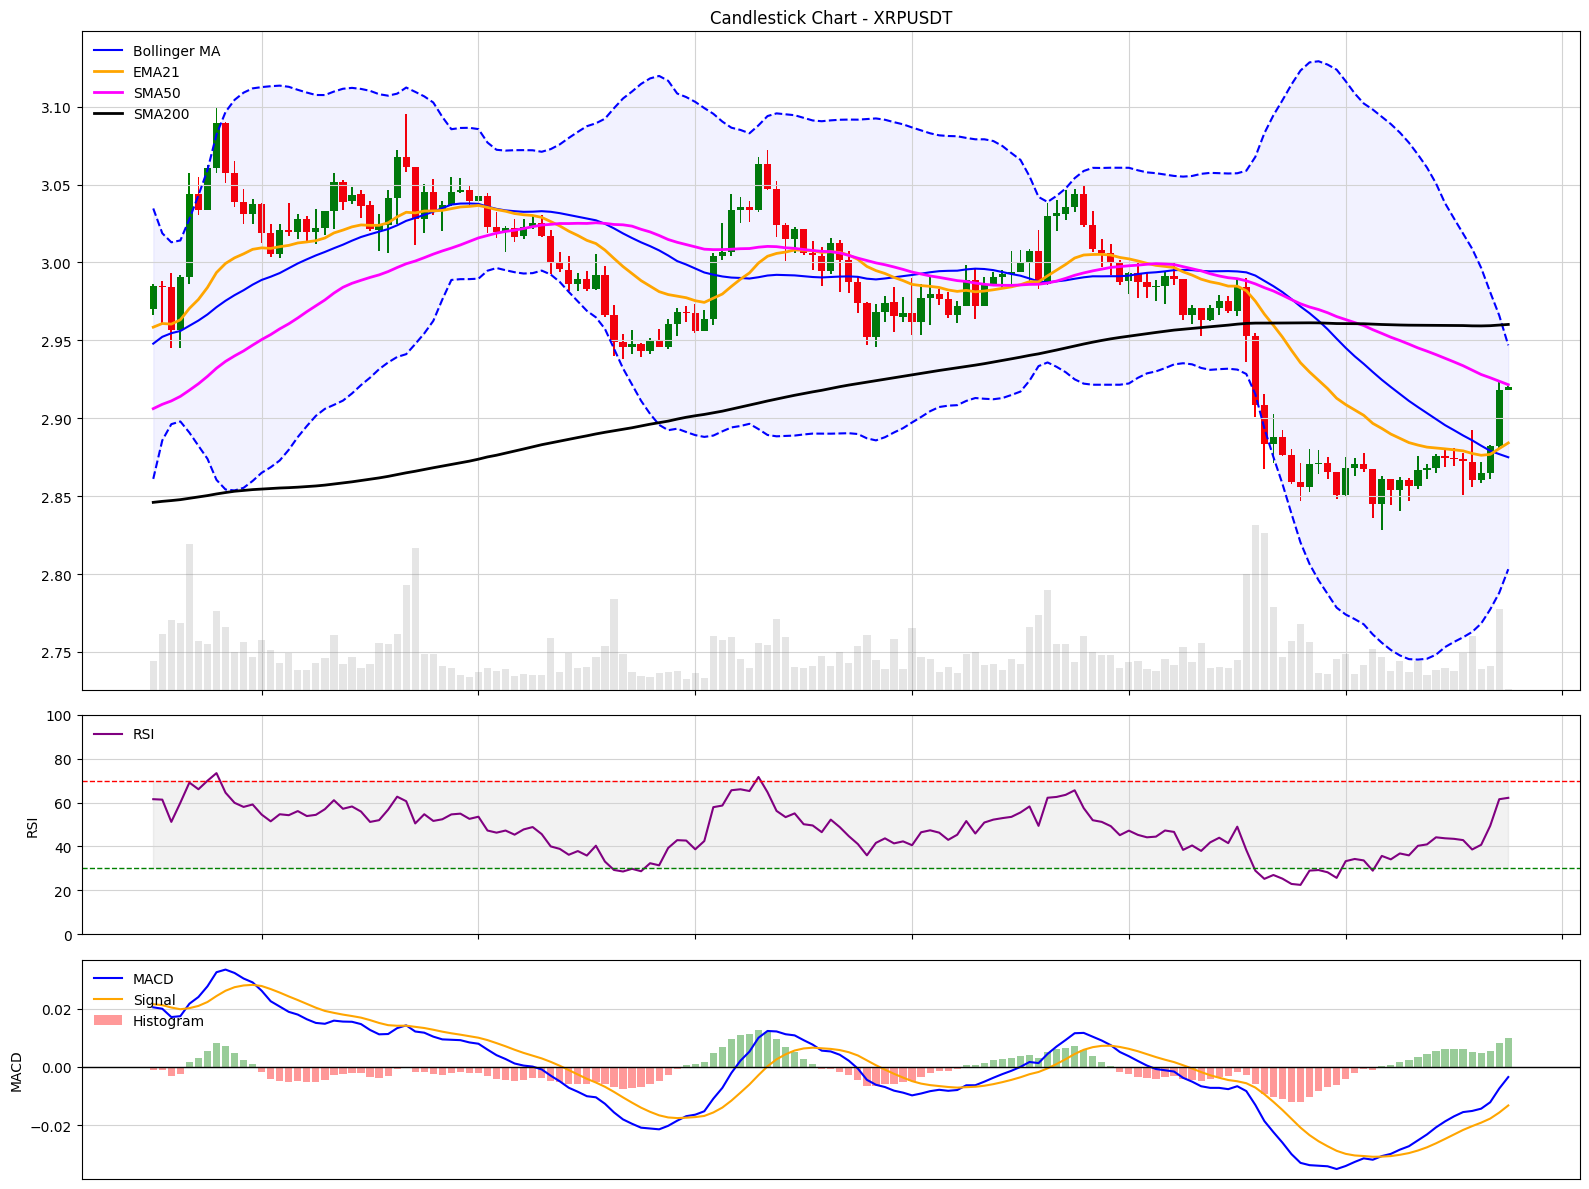 Candlestick Chart - XRPUSDT
Bollinger MA
EMA21
SMA50
SMA200
3.10
3.05
3.00
2.95
2.90
2.85
2.80
2.75
RSI
100
80
60
40
20
0
RSI
MACD
Signal
Histogram
0.02
0.00
−0.02
MACD